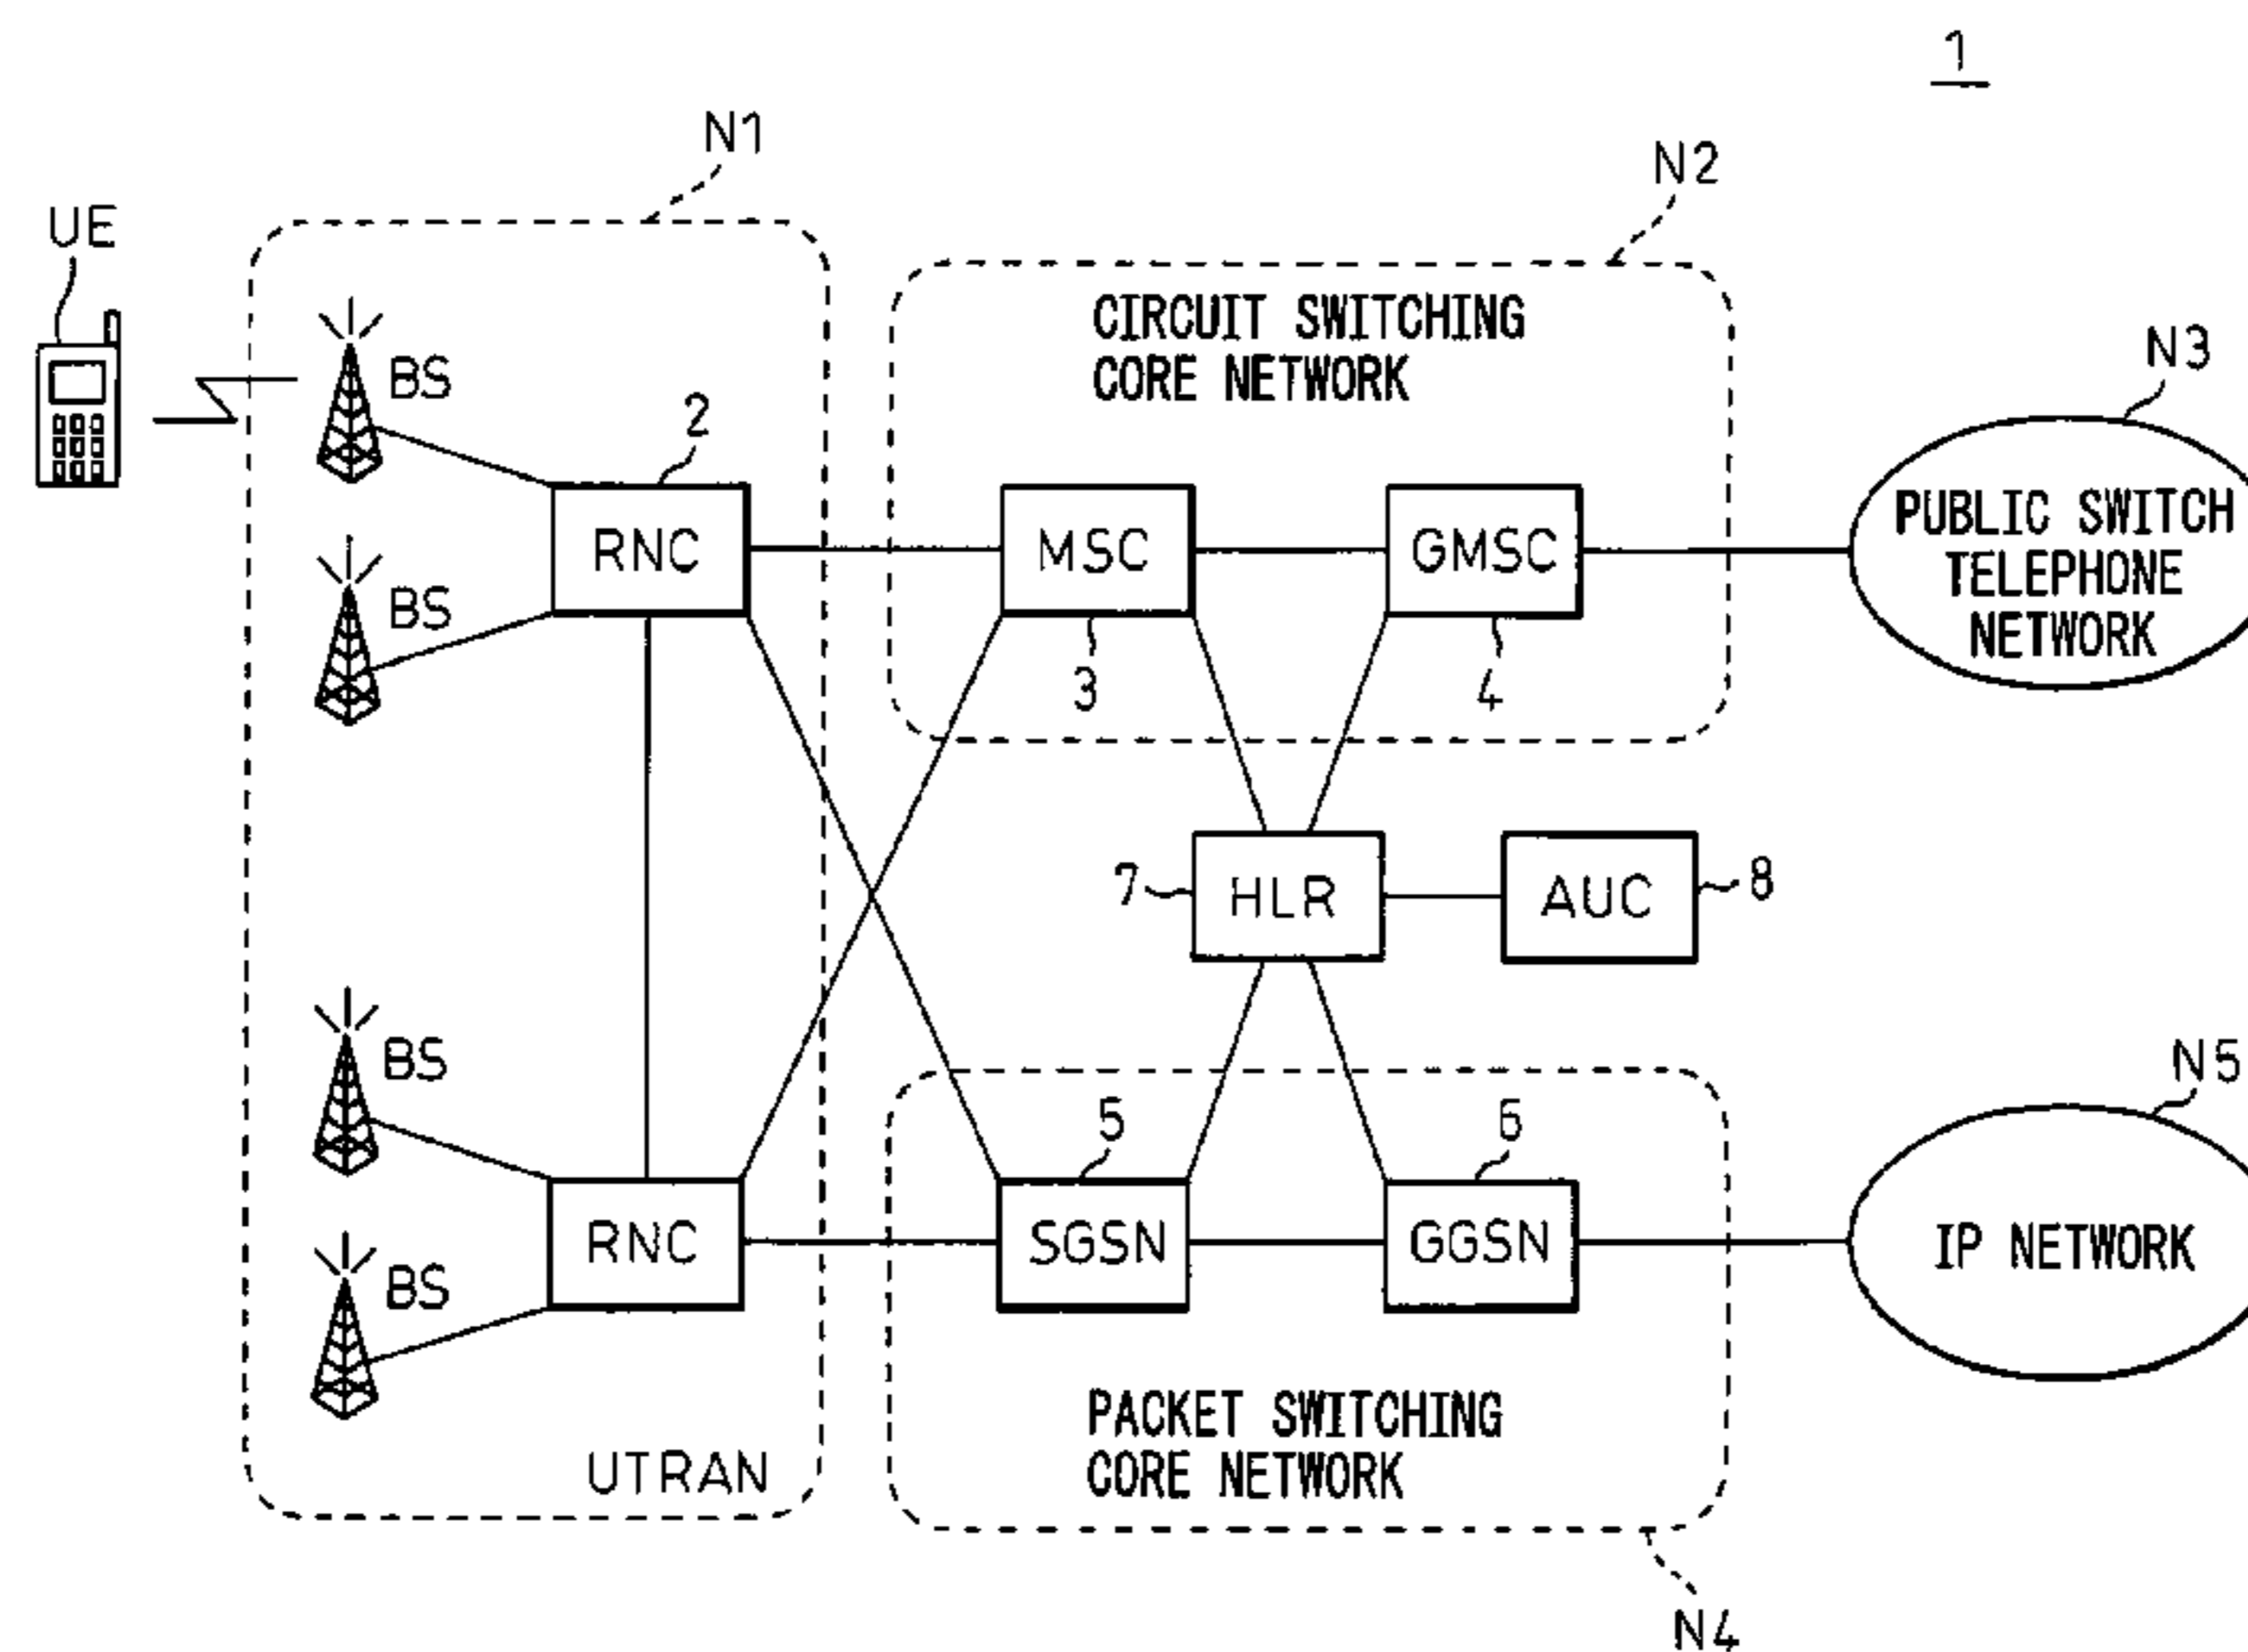 1
N1
N2
UE
CIRCUIT SWITCHING
CORE NETWORK
N3
BS
2
BS
RNC
MSC
GMSC
PUBLIC SWITCH
TELEPHONE
NETWORK
3
4
7
HLR
AUC
8
BS
N5
5
6
BS
RNC
SGSN
GGSN
IP NETWORK
PACKET SWITCHING
CORE NETWORK
UTRAN
N4